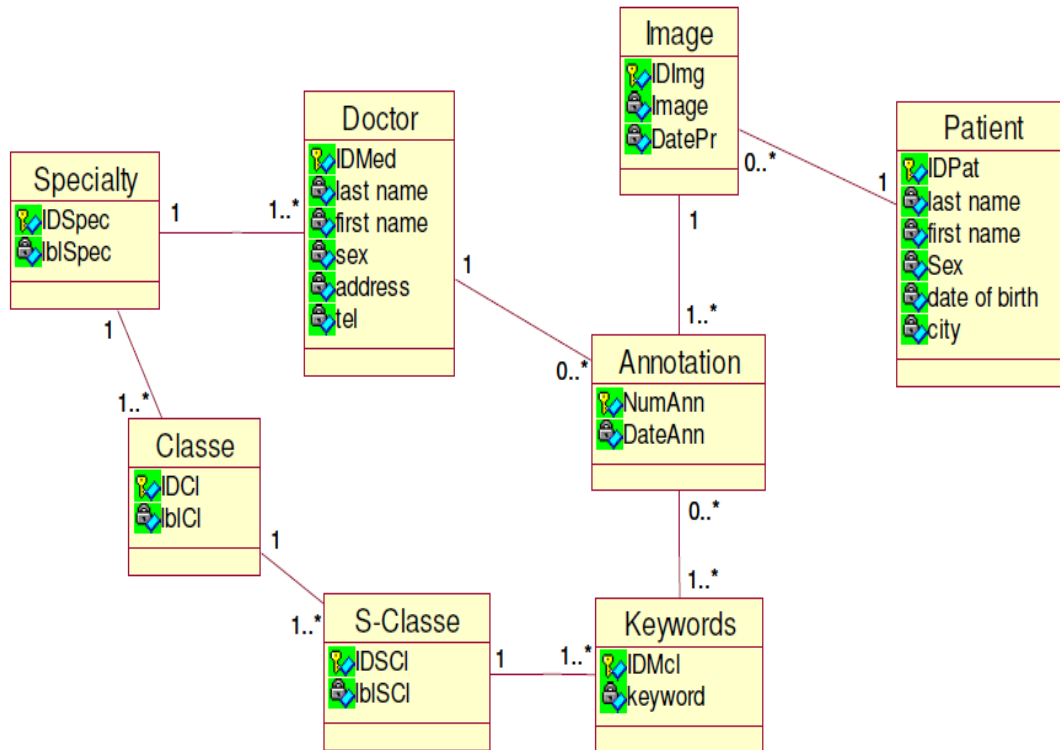 Image
IDImg
Image
DatePr
Doctor
IDMed
last name
first name
sex
address
tel
Patient
IDPat
last name
first name
Sex
date of birth
city
Specialty
IDSpec
lblSpec
1
1..*
0..*
1
1
1..*
1
0..*
1
1..*
Annotation
NumAnn
DateAnn
Classe
IDCl
lblCl
1
1..*
0..*
1..*
S-Classe
IDSCl
lblSCl
1
1..*
Keywords
IDMcl
keyword